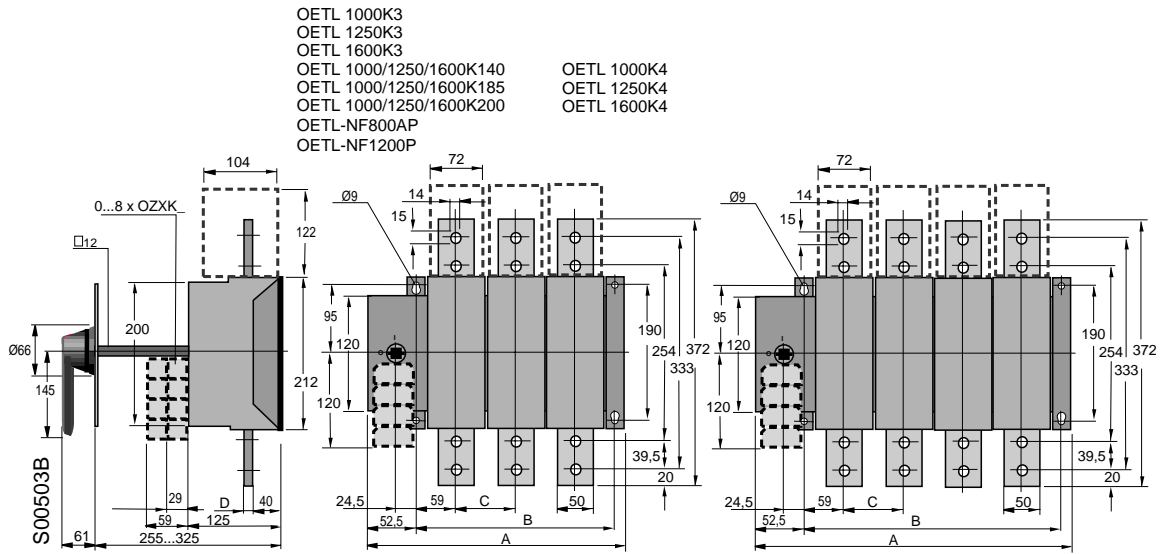 OETL 1000K3
OETL 1250K3
OETL 1600K3
OETL 1000/1250/1600K140 OETL 1000K4
OETL 1000/1250/1600K185 OETL 1250K4
OETL 1000/1250/1600K200 OETL 1600K4
OETL-NF800AP
OETL-NF1200P
104
0...8 x OZXK_
□12
122
200
Ø66
145
212
S00503B
29
D
40
59
125
61
255...325
72
14
Ø9
15
95
120
120
190
254
333
372
39,5
20
24,5
59
C
50
52,5
B
A
72
14
Ø9
15
95
120
120
190
254
333
372
39,5
20
24,5
59
C
50
52,5
B
A